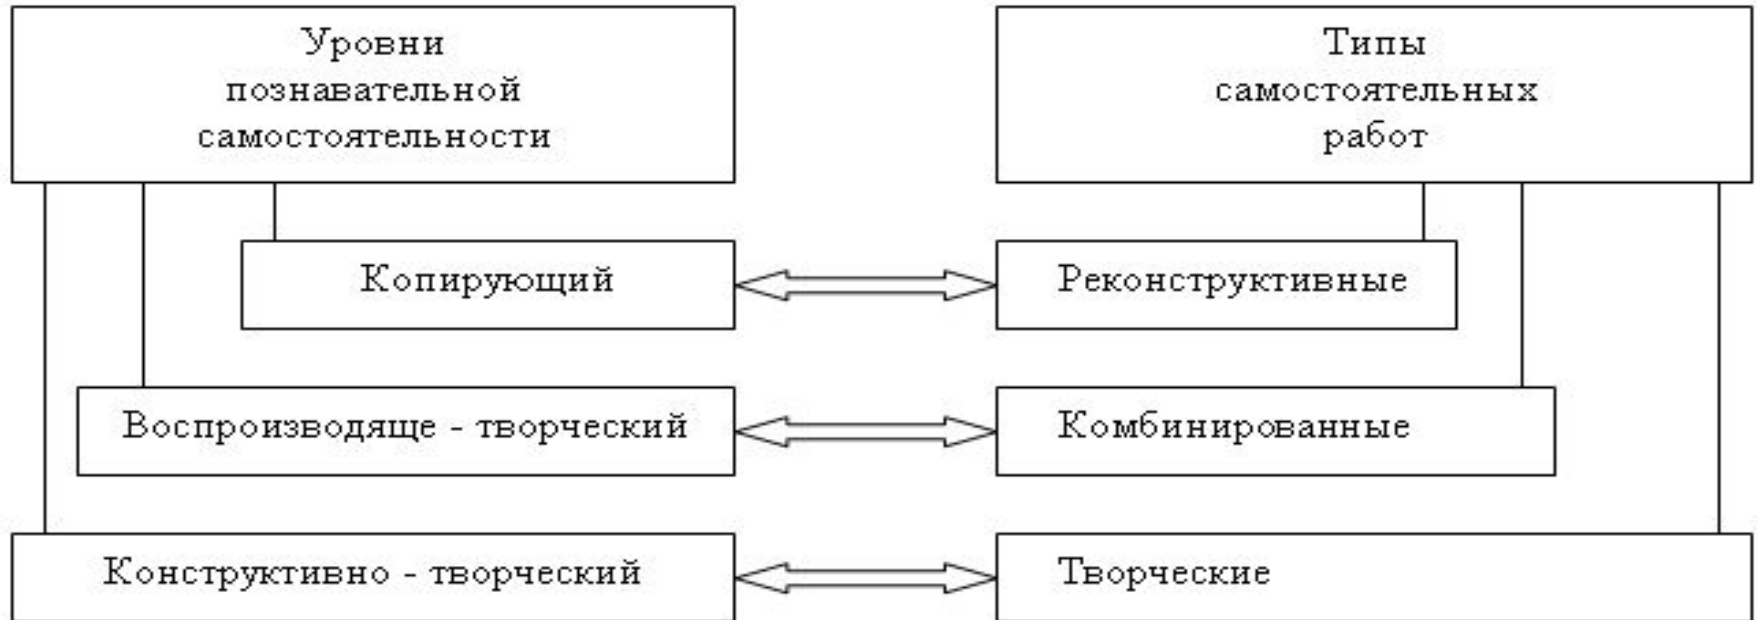 Уровни
познавательной
самостоятельности
Типы
самостоятельных
работ
Копирующий
Реконструктивные
Воспроизводяще - творческий
Комбинированные
Конструктивно - творческий
Творческие